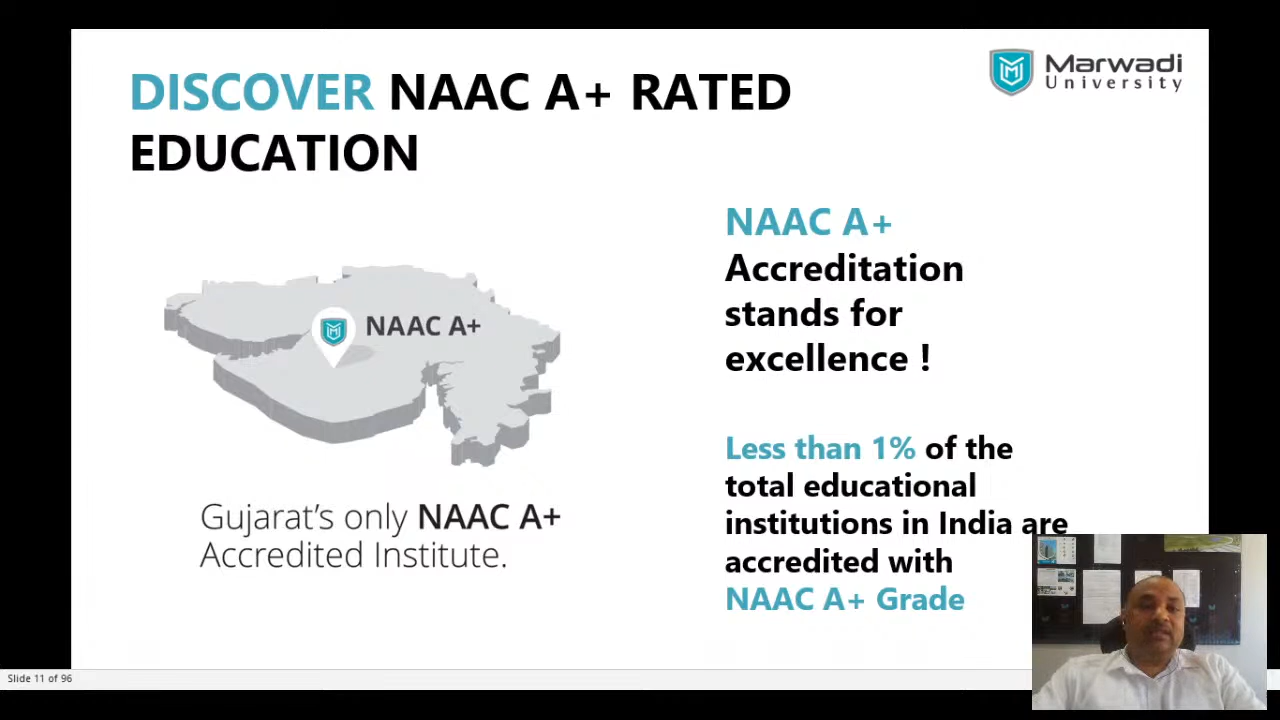 DISCOVER NAAC A+ RATED
EDUCATION
Marwadi
University
NAAC A+
Accreditation
stands for
excellence !
NAAC A+
Less than 1% of the
total educational
institutions in India are
accredited with
NAAC A+ Grade
Gujarat's only NAAC A+
Accredited Institute.
Slide 11 of 96